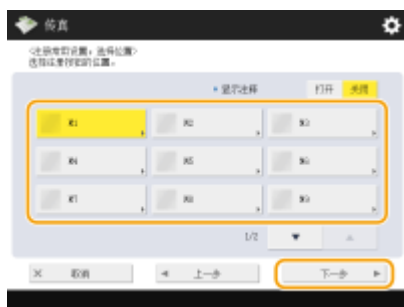 传真
<注册常用设置：选择位置>
选择注册按钮的位置。
• 显示注释 打开 关闭
M1 M2 M3
M4 M5 M6
M7 M8 M9
1/2
× 取消 上一步 下一步